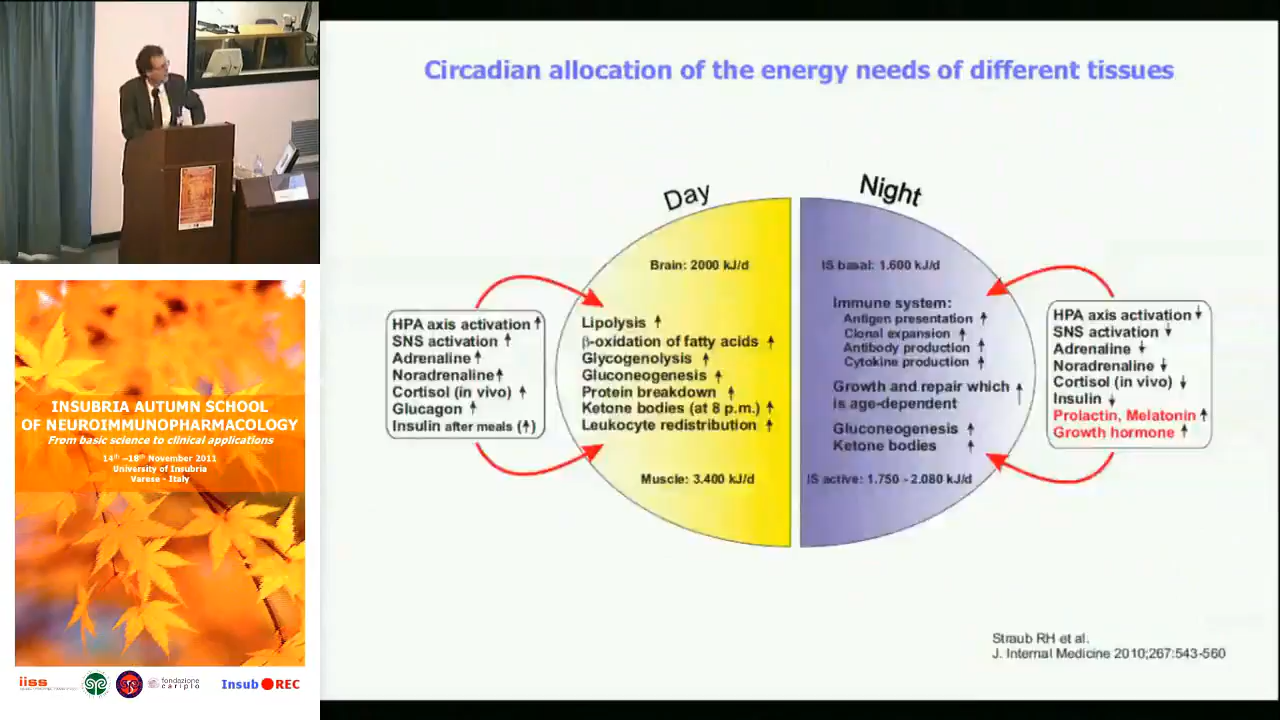 Circadian allocation of the energy needs of different tissues
Day
Night
Brain: 2000 kJ/d
IS basal: 1.600 kJ/d
HPA axis activation ↑
SNS activation ↑
Adrenaline ↑
Noradrenaline ↑
Cortisol (in vivo) ↑
Glucagon ↑
Insulin after meals (↑)
Lipolysis ↑
β-oxidation of fatty acids ↑
Glycogenolysis ↑
Gluconeogenesis ↑
Protein breakdown ↑
Ketone bodies (at 8 p.m.) ↑
Leukocyte redistribution ↑
Muscle: 3.400 kJ/d
Immune system:
Antigen presentation ↑
Clonal expansion ↑
Antibody production ↑
Cytokine production ↑
Growth and repair which ↑
is age-dependent
Gluconeogenesis ↑
Ketone bodies ↑
IS active: 1.750 - 2.080 kJ/d
HPA axis activation ↓
SNS activation ↓
Adrenaline ↓
Noradrenaline ↓
Cortisol (in vivo) ↓
Insulin ↓
Prolactin, Melatonin ↑
Growth hormone ↑
Straub RH et al.
J. Internal Medicine 2010;267:543-560
INSUBRIA AUTUMN SCHOOL
OF NEUROIMMUNOPHARMACOLOGY
From basic science to clinical applications
14th –18th November 2011
University of Insubria
Varese - Italy
iiss
fondazione
cariplo
Insub REC